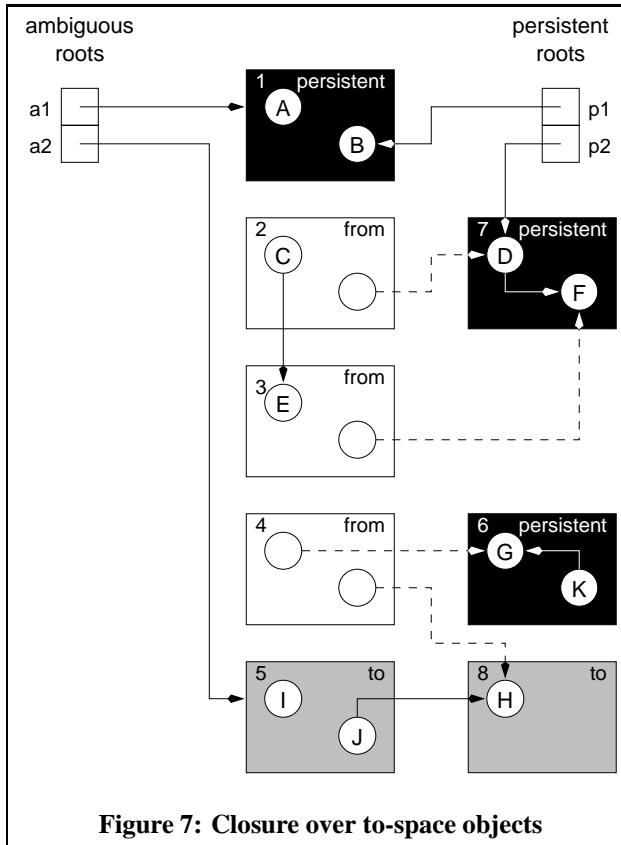 ambiguous
roots
persistent
roots
a1
a2
p1
p2
1 persistent
A
B
2 from
C
7 persistent
D
F
3 from
E
4 from
6 persistent
G
K
5 to
I
J
8 to
H
Figure 7: Closure over to-space objects